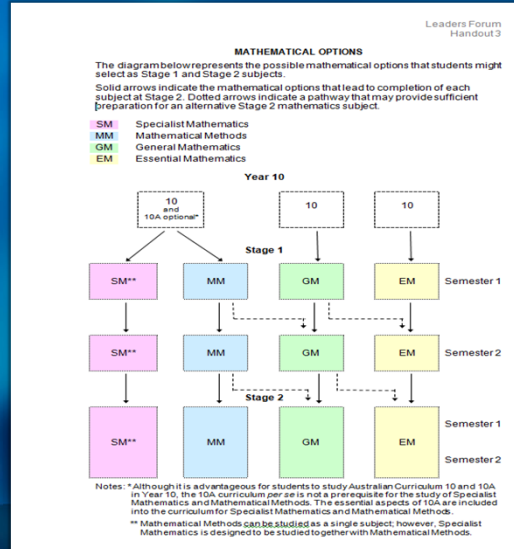 Leaders Forum
Handout 3
MATHEMATICAL OPTIONS
The diagram below represents the possible mathematical options that students might
select as Stage 1 and Stage 2 subjects.
Solid arrows indicate the mathematical options that lead to completion of each
subject at Stage 2. Dotted arrows indicate a pathway that may provide sufficient
preparation for an alternative Stage 2 mathematics subject.
SM Specialist Mathematics
MM Mathematical Methods
GM General Mathematics
EM Essential Mathematics
Year 10
10 and 10A optional*
10
10
Stage 1
SM** MM GM EM Semester 1
SM** MM GM EM Semester 2
Stage 2
SM** MM GM EM
Semester 1
Semester 2
Notes: * Although it is advantageous for students to study Australian Curriculum 10 and 10A
in Year 10, the 10A curriculum per se is not a prerequisite for the study of Specialist
Mathematics and Mathematical Methods. The essential aspects of 10A are included
into the curriculum for Specialist Mathematics and Mathematical Methods.
** Mathematical Methods can be studied as a single subject; however, Specialist
Mathematics is designed to be studied together with Mathematical Methods.